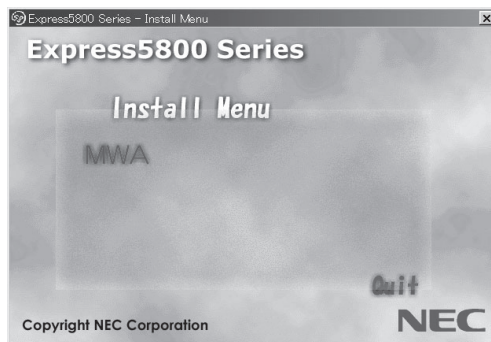 Express5800 Series - Install Menu
Express5800 Series
Install Menu
MWA
Quit
Copyright NEC Corporation
NEC